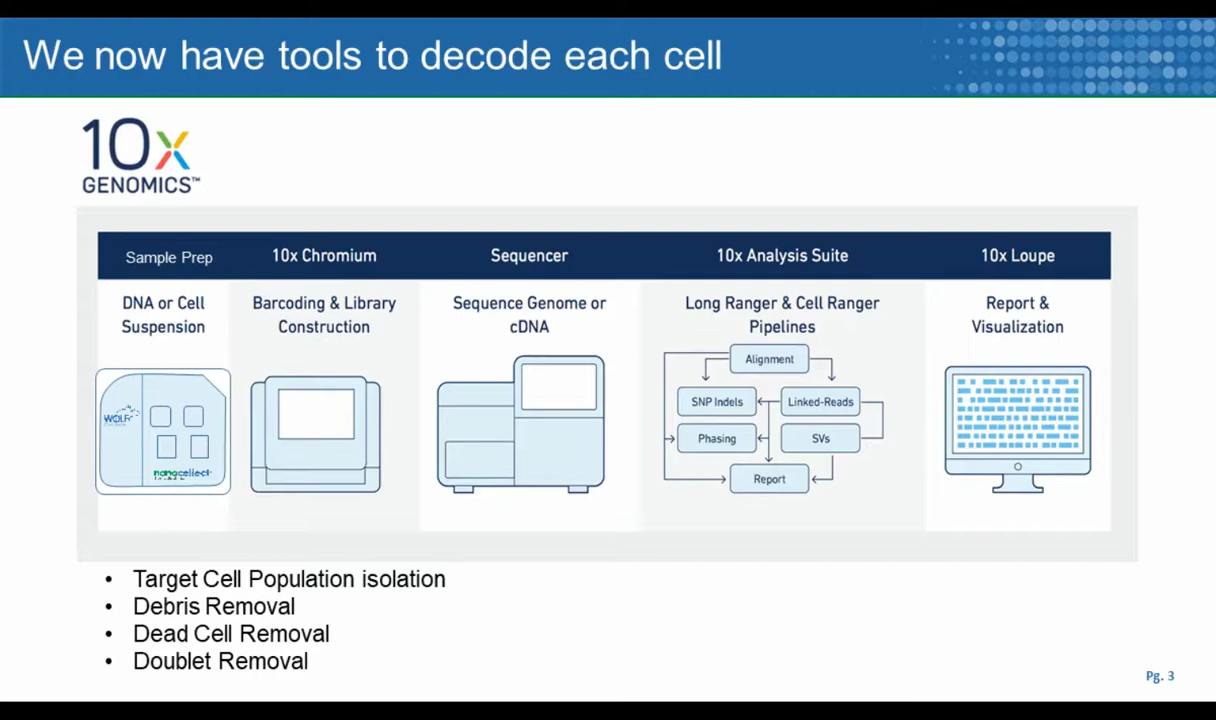 We now have tools to decode each cell
10x
GENOMICS™
Sample Prep
10x Chromium
Sequencer
10x Analysis Suite
10x Loupe
DNA or Cell
Suspension
Barcoding & Library
Construction
Sequence Genome or
cDNA
Long Ranger & Cell Ranger
Pipelines
Report &
Visualization
WOLF
nanocellect
Alignment
SNP Indels
Linked-Reads
Phasing
SVs
Report
• Target Cell Population isolation
• Debris Removal
• Dead Cell Removal
• Doublet Removal
Pg. 3